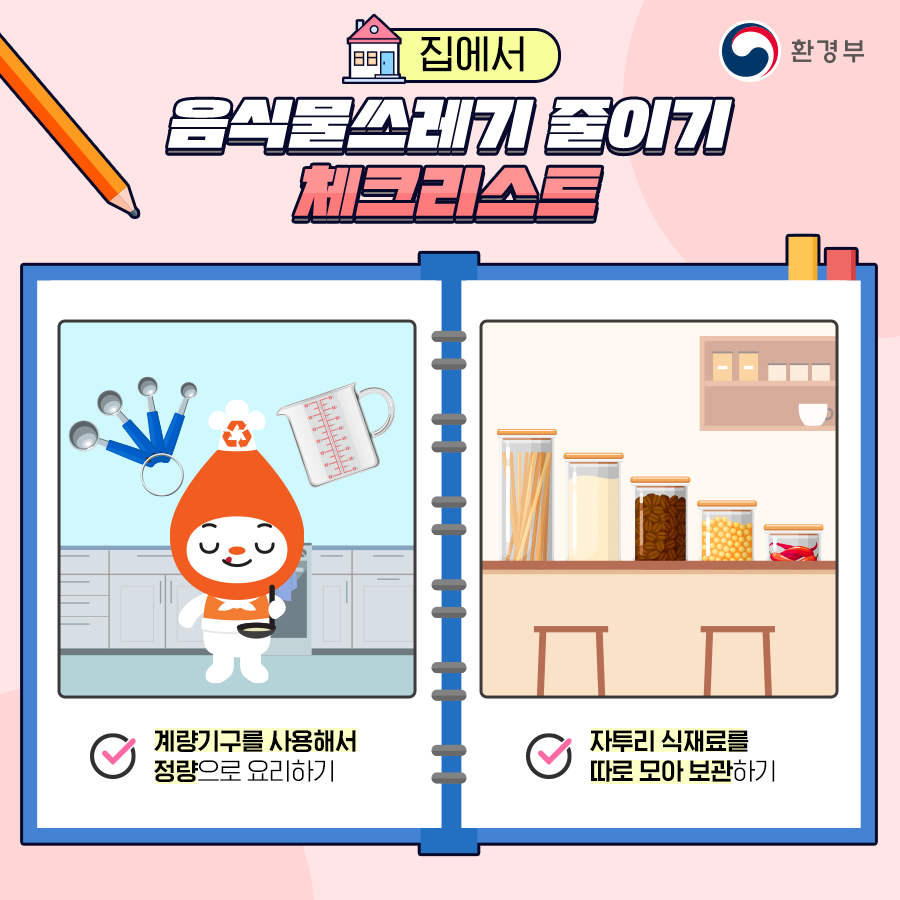 집에서
환경부
음식물쓰레기 줄이기
체크리스트
계량기구를 사용해서
정량으로 요리하기
자투리 식재료를
따로 모아 보관하기